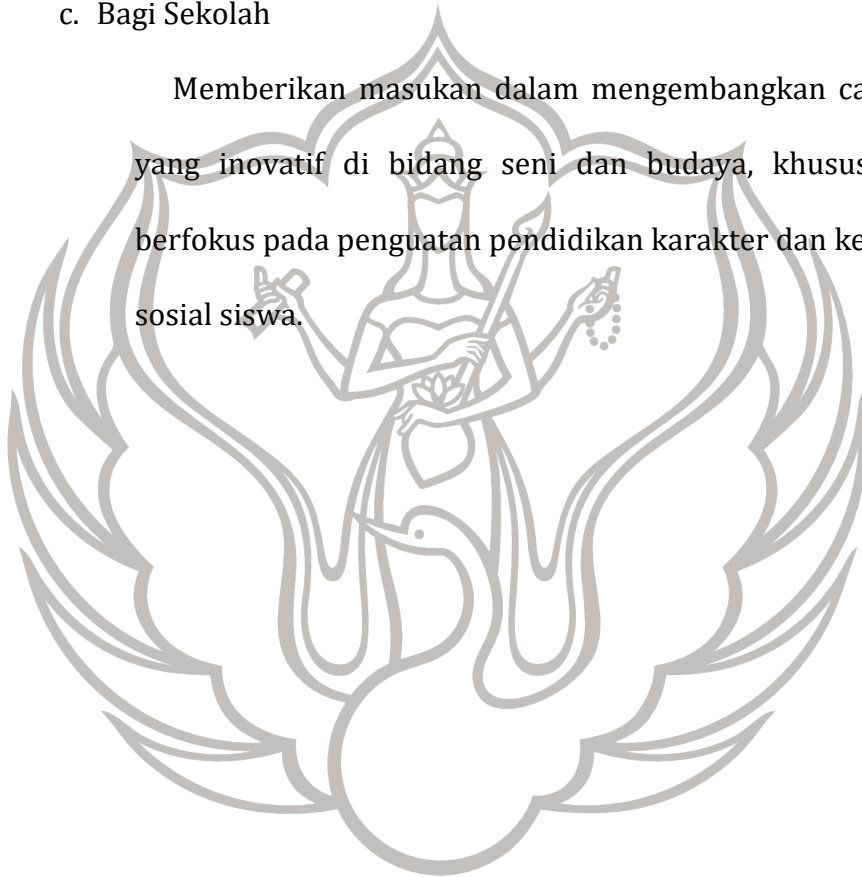 c. Bagi Sekolah
Memberikan masukan dalam mengembangkan
yang inovatif di bidang seni dan budaya,
berfokus pada penguatan pendidikan karakter dan
sosial siswa.